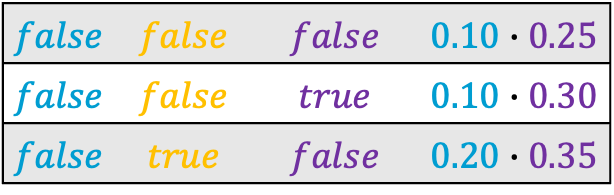 false false false 0.10 · 0.25
false false true 0.10 · 0.30
false true false 0.20 · 0.35